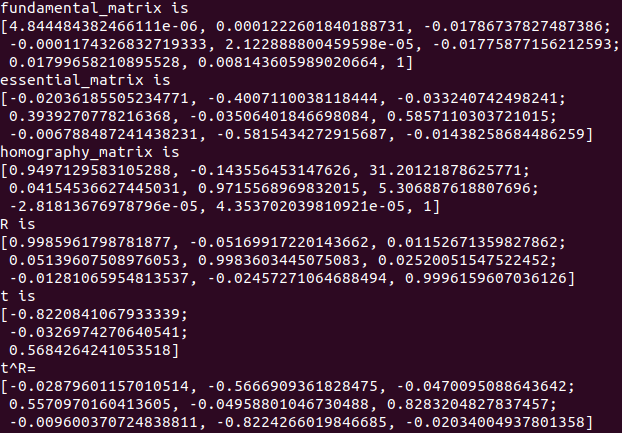 fundamental_matrix is
[4.844484382466111e-06, 0.0001222601840188731, -0.01786737827487386;
-0.0001174326832719333, 2.122888800459598e-05, -0.01775877156212593;
0.01799658210895528, 0.008143605989020664, 1]
essential_matrix is
[-0.02036185505234771, -0.4007110038118444, -0.033240742498241;
0.3939270778216368, -0.03506401846698084, 0.5857110303721015;
-0.006788487241438231, -0.5815434272915687, -0.01438258684486259]
homography_matrix is
[0.9497129583105288, -0.143556453147626, 31.20121878625771;
0.04154536627445031, 0.9715568969832015, 5.306887618807696;
-2.81813676978796e-05, 4.353702039810921e-05, 1]
R is
[0.9985961798781877, -0.05169917220143662, 0.01152671359827862;
0.05139607508976053, 0.9983603445075083, 0.02520051547522452;
-0.01281065954813537, -0.02457271064688494, 0.9996159607036126]
t is
[-0.8220841067933339;
-0.0326974270640541;
0.5684264241053518]
t^R=
[-0.02879601157010514, -0.5666909361828475, -0.0470095088643642;
0.5570970160413605, -0.04958801046730488, 0.8283204827837457;
-0.009600370724838811, -0.8224266019846685, -0.02034004937801358]